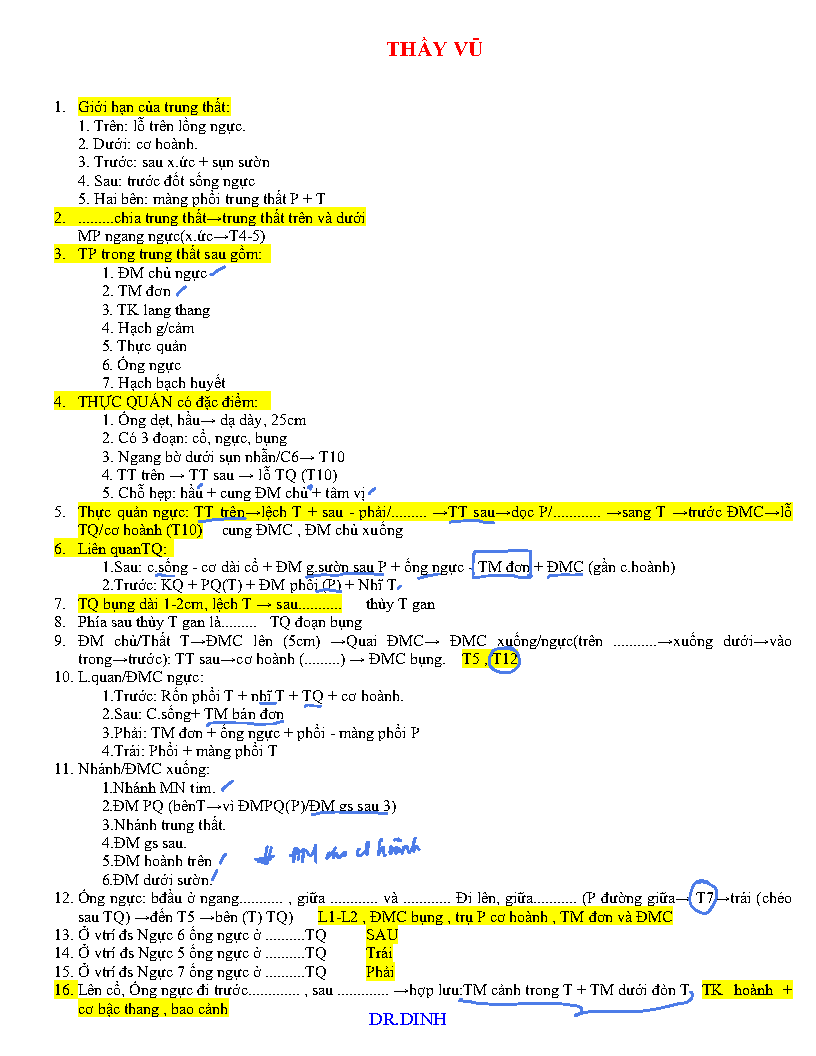 THẦY VŨ
1. Giới hạn của trung thất:
1. Trên: lỗ trên lồng ngực.
2. Dưới: cơ hoành.
3. Trước: sau x.ức + sụn sườn
4. Sau: trước đốt sống ngực
5. Hai bên: màng phổi trung thất P + T
2. .........chia trung thất→trung thất trên và dưới
MP ngang ngực(x.ức→T4-5)
3. TP trong trung thất sau gồm:
1. ĐM chủ ngực
2. TM đơn
3. TK lang thang
4. Hạch g/cảm
5. Thực quản
6. Ống ngực
7. Hạch bạch huyết
4. THỰC QUẢN có đặc điểm:
1. Ống dẹt, hầu→ dạ dày, 25cm
2. Có 3 đoạn: cổ, ngực, bụng
3. Ngang bờ dưới sụn nhẫn/C6→ T10
4. TT trên → TT sau → lỗ TQ (T10)
5. Chỗ hẹp: hầu + cung ĐM chủ + tâm vị
5. Thực quản ngực: TT trên→lệch T + sau - phải/......... →TT sau→dọc P/............ →sang T →trước ĐMC→lỗ
TQ/cơ hoành (T10) cung ĐMC , ĐM chủ xuống
6. Liên quanTQ:
1.Sau: c.sống - cơ dài cổ + ĐM g.sườn sau P + ống ngực - TM đơn + ĐMC (gần c.hoành)
2.Trước: KQ + PQ(T) + ĐM phổi (P) + Nhĩ T
7. TQ bụng dài 1-2cm, lệch T → sau........... thùy T gan
8. Phía sau thùy T gan là......... TQ đoạn bụng
9. ĐM chủ/Thất T→ĐMC lên (5cm) →Quai ĐMC→ ĐMC xuống/ngực(trên ...........→xuống dưới→vào
trong→trước): TT sau→cơ hoành (.........) → ĐMC bụng. T5 , T12
10. L.quan/ĐMC ngực:
1.Trước: Rốn phổi T + nhĩ T + TQ + cơ hoành.
2.Sau: C.sống+ TM bán đơn
3.Phải: TM đơn + ống ngực + phổi - màng phổi P
4.Trái: Phổi + màng phổi T
11. Nhánh/ĐMC xuống:
1.Nhánh MN tim.
2.ĐM PQ (bênT→vì ĐMPQ(P)/ĐM gs sau 3)
3.Nhánh trung thất.
4.ĐM gs sau.
5.ĐM hoành trên
6.ĐM dưới sườn.
12. Ống ngực: bđầu ở ngang........... , giữa ............ và ............ Đi lên, giữa........... (P đường giữa→ T7→trái (chéo
sau TQ) →đến T5 →bên (T) TQ) L1-L2 , ĐMC bụng , trụ P cơ hoành , TM đơn và ĐMC
13. Ở vtrí đs Ngực 6 ống ngực ở ..........TQ SAU
14. Ở vtrí đs Ngực 5 ống ngực ở ..........TQ Trái
15. Ở vtrí đs Ngực 7 ống ngực ở ..........TQ Phải
16. Lên cổ, Ống ngực đi trước............. , sau ............. →hợp lưu:TM cảnh trong T + TM dưới đòn T TK hoành +
cơ bậc thang , bao cảnh
DR.DINH